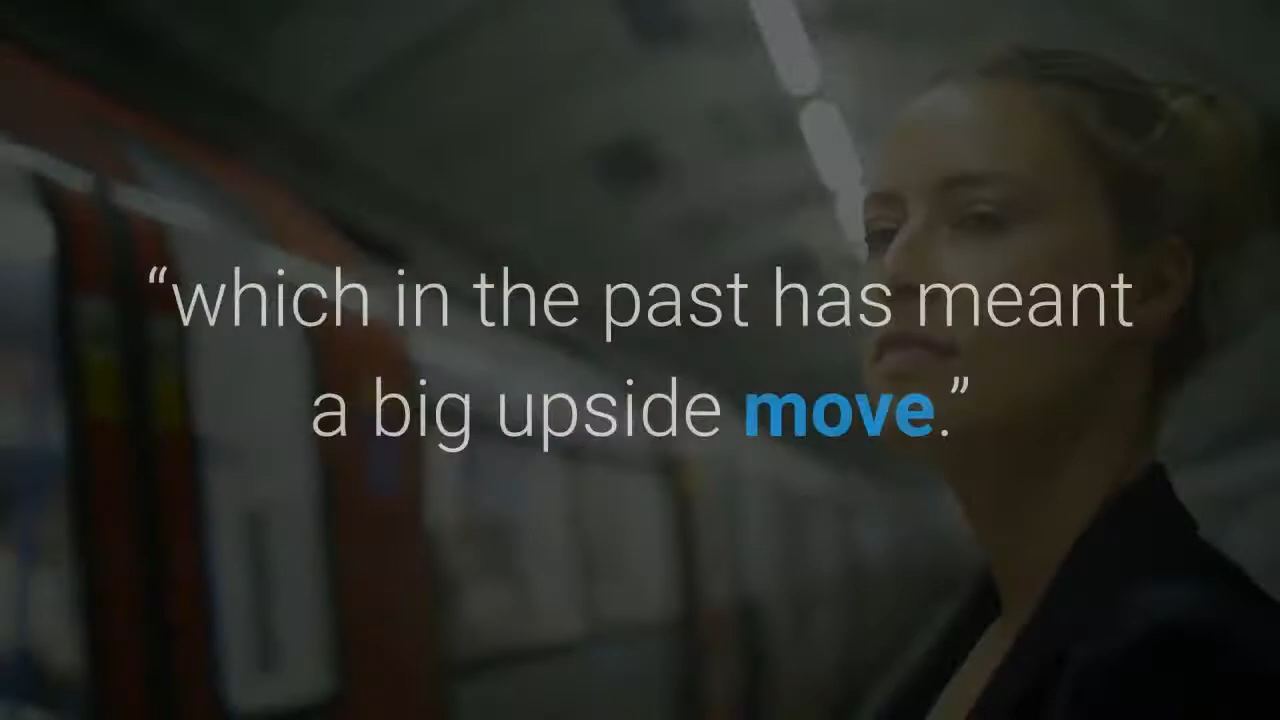 “which in the past has meant
a big upside move.”